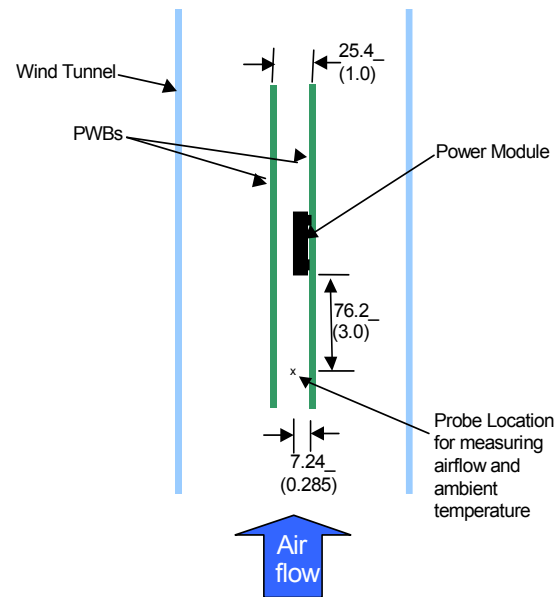 25.4_
(1.0)
Wind Tunnel
PWBs
Power Module
76.2_
(3.0)
x
Probe Location
for measuring
airflow and
ambient
temperature
7.24_
(0.285)
Air
flow